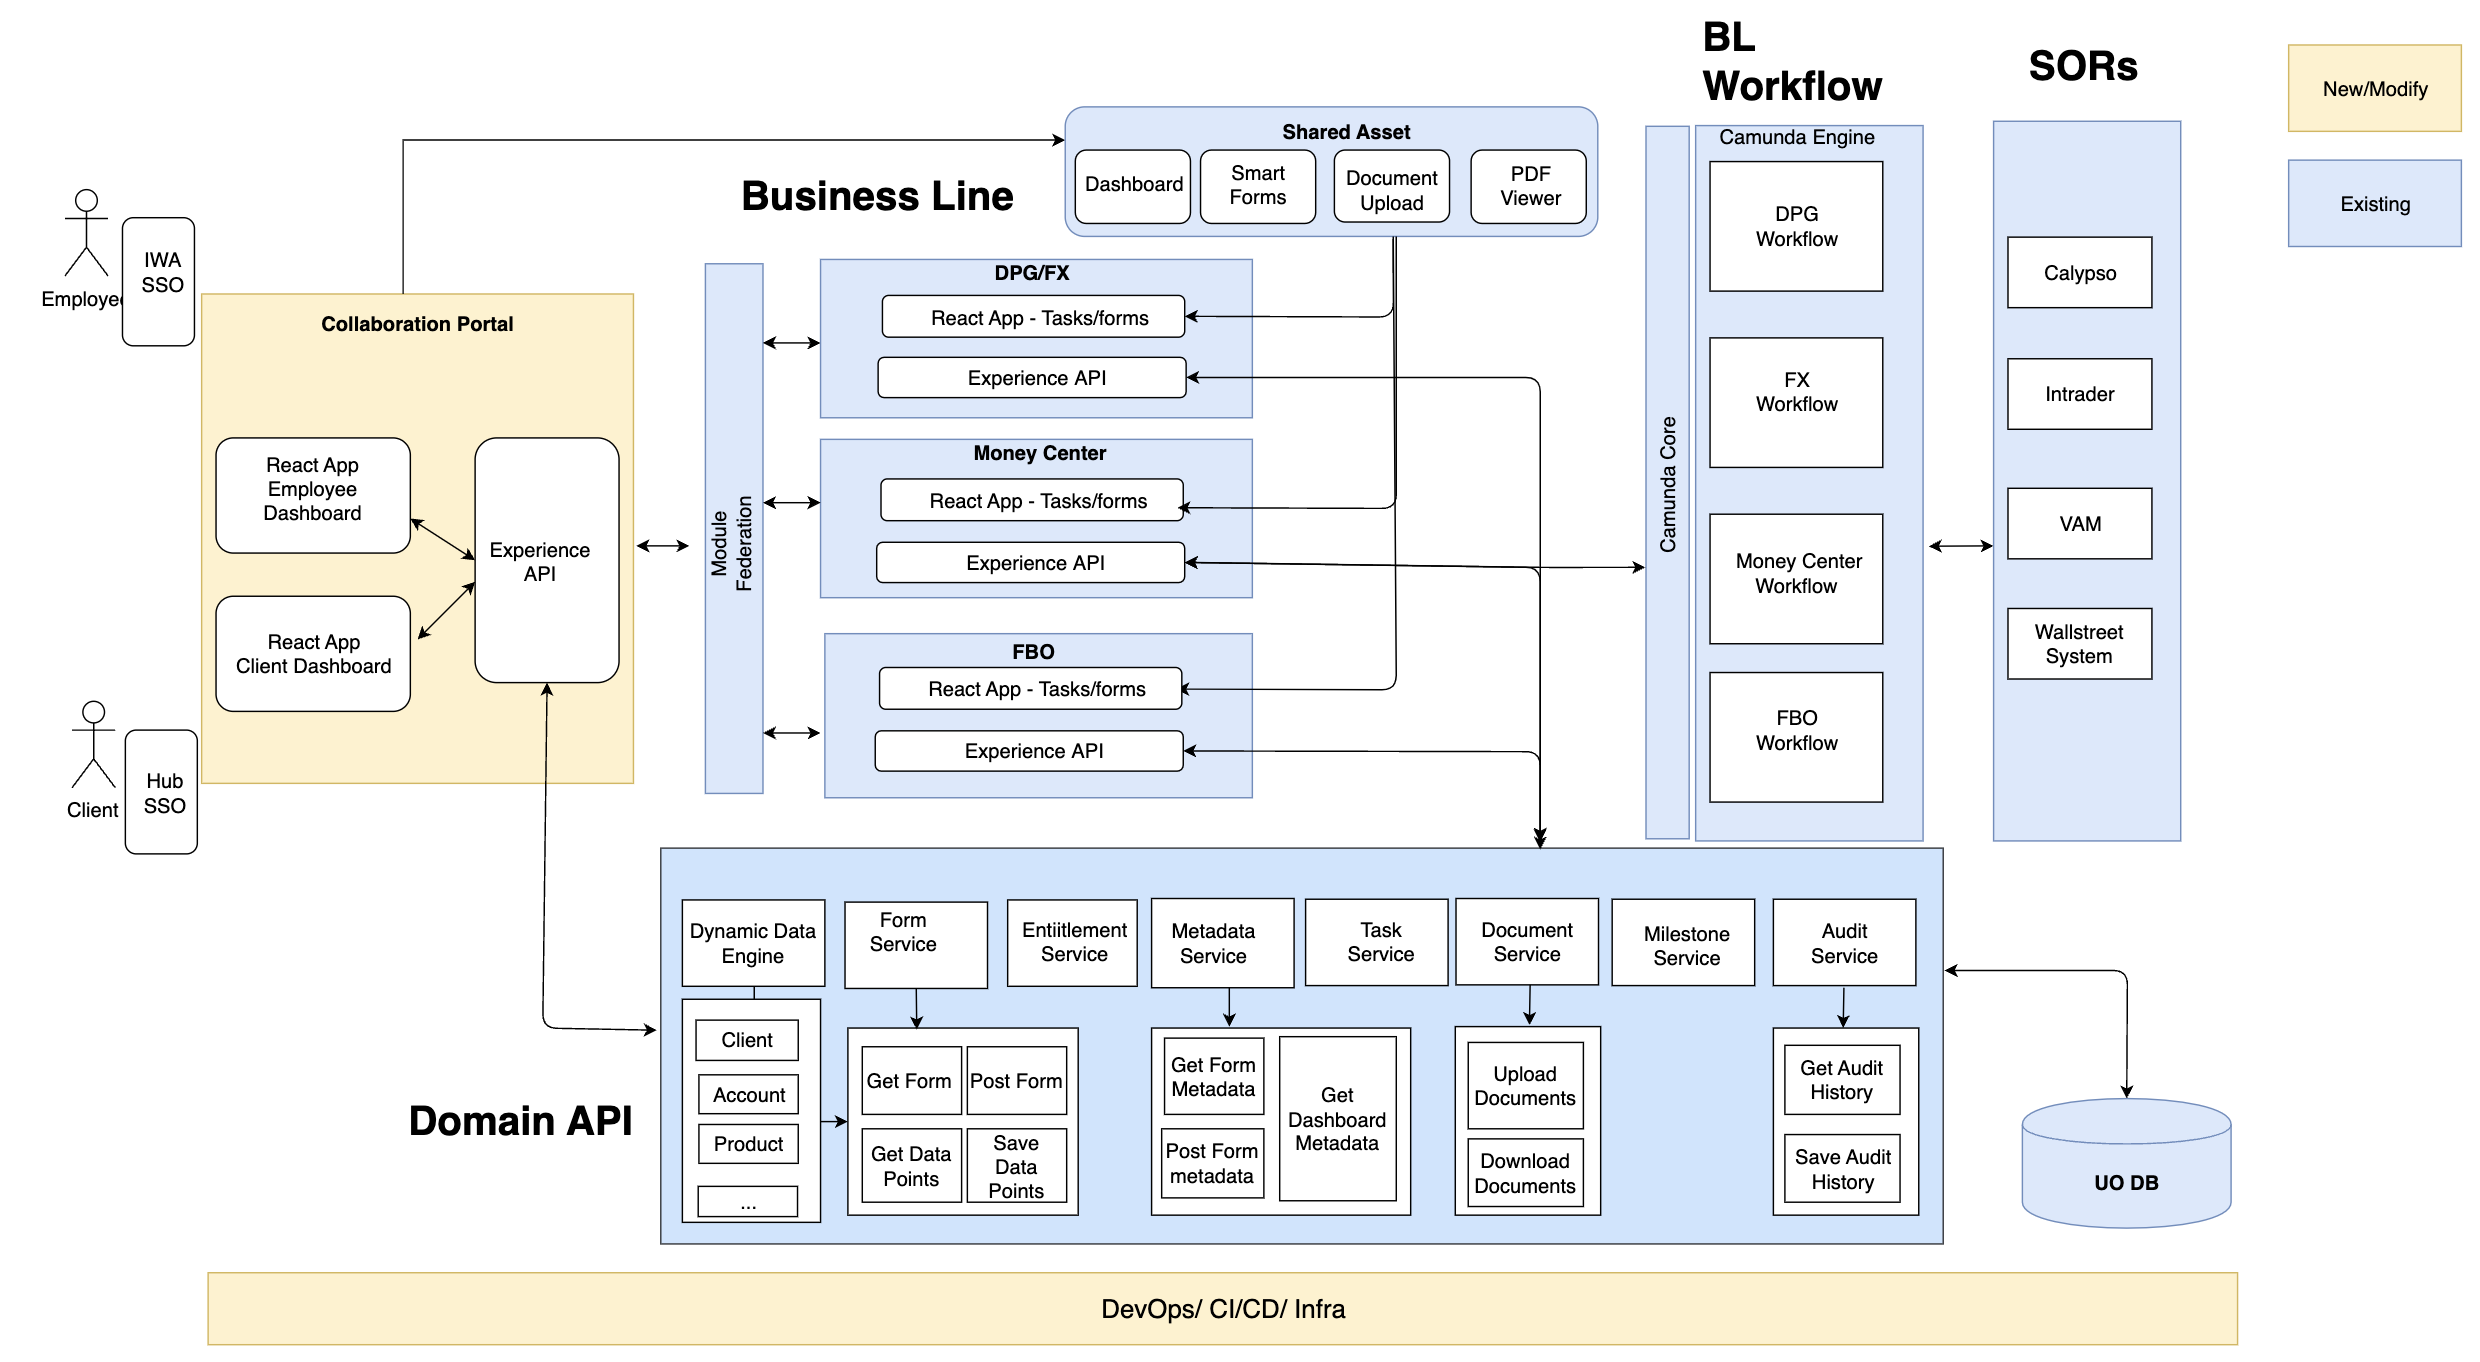 BL
Workflow
SORs
New/Modify
Existing
Shared Asset
Dashboard
Smart
Forms
Document
Upload
PDF
Viewer
Business Line
Employee
IWA
SSO
Client
Hub
SSO
Collaboration Portal
React App
Employee
Dashboard
React App
Client Dashboard
Experience
API
Module
Federation
DPG/FX
React App - Tasks/forms
Experience API
Money Center
React App - Tasks/forms
Experience API
FBO
React App - Tasks/forms
Experience API
Camunda Core
Camunda Engine
DPG
Workflow
FX
Workflow
Money Center
Workflow
FBO
Workflow
Calypso
Intrader
VAM
Wallstreet
System
Domain API
Dynamic Data
Engine
Form
Service
Entiitlement
Service
Metadata
Service
Task
Service
Document
Service
Milestone
Service
Audit
Service
Client
Account
Product
...
Get Form
Post Form
Get Data
Points
Save
Data
Points
Get Form
Metadata
Post Form
metadata
Get
Dashboard
Metadata
Upload
Documents
Download
Documents
Get Audit
History
Save Audit
History
UO DB
DevOps/ CI/CD/ Infra